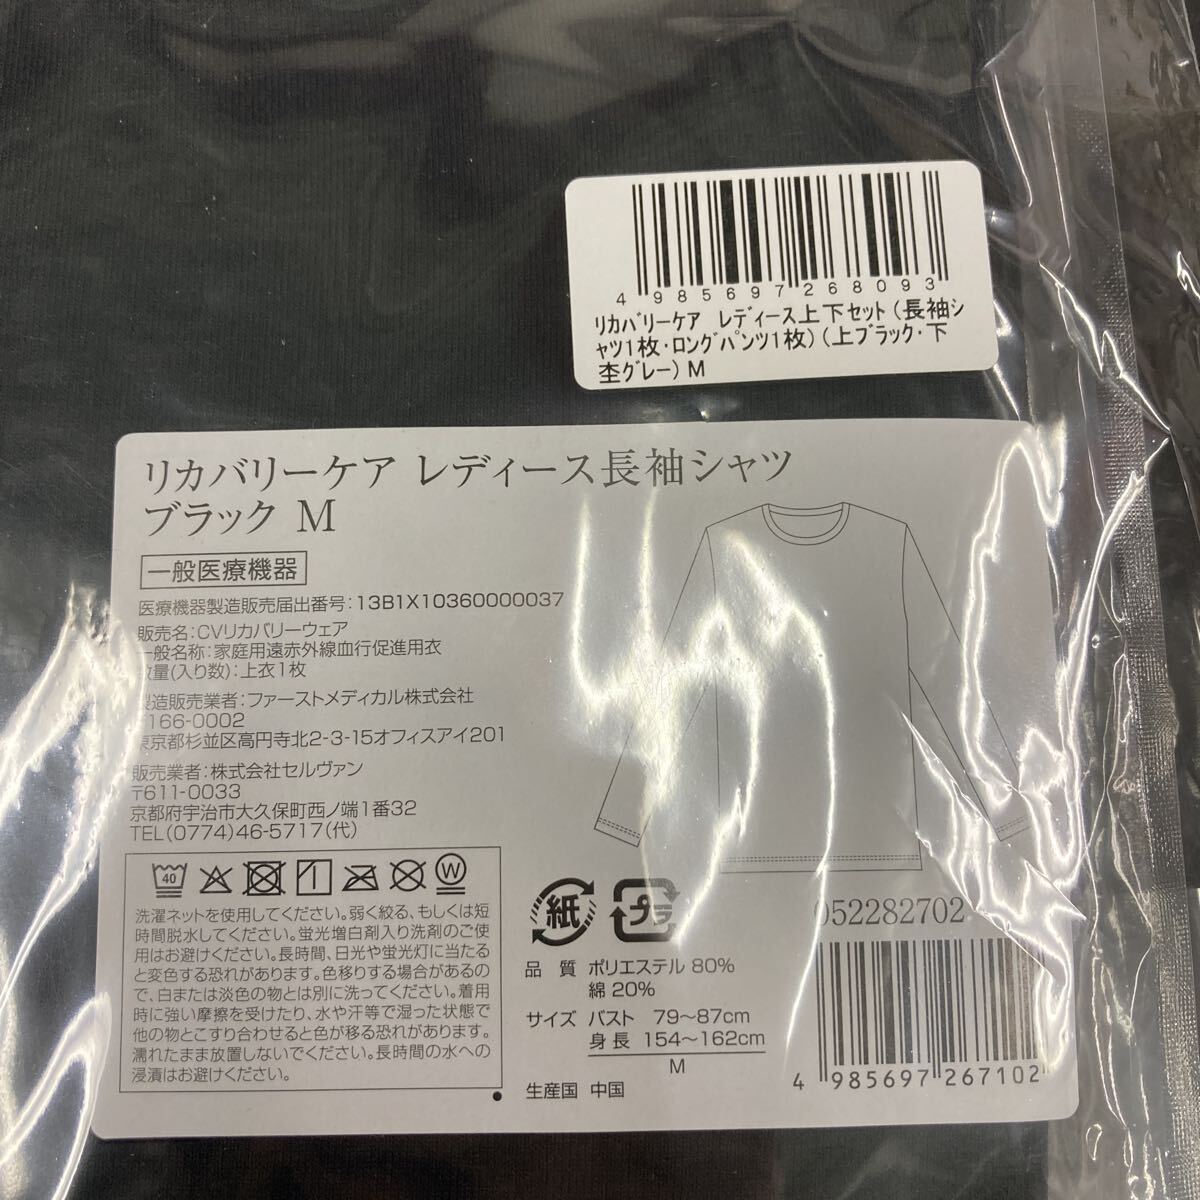 4 985697 268093
リカバリーケア レディース上下セット(長袖シ
ャツ1枚・ロングパンツ1枚)(上ブラック・下
杢グレー)M
リカバリーケア レディース長袖シャツ
ブラック M
一般医療機器
医療機器製造販売届出番号:13B1X10360000037
販売名:CVリカバリーウェア
一般名称:家庭用遠赤外線血行促進用衣
数量(入り数):上衣1枚
製造販売業者:ファーストメディカル株式会社
〒166-0002
東京都杉並区高円寺北2-3-15オフィスアイ201
販売業者:株式会社セルヴァン
〒611-0033
京都府宇治市大久保町西ノ端1番32
TEL(0774)46-5717(代)
40 W
洗濯ネットを使用してください。弱く絞る、もしくは短
時間脱水してください。蛍光増白剤入り洗剤のご使
用はお避けください。長時間、日光や蛍光灯に当たる
と変色する恐れがあります。色移りする場合があるの
で、白または淡色の物とは別に洗ってください。着用
時に強い摩擦を受けたり、水や汗等で湿った状態で
他の物とこすり合わせると色が移る恐れがあります。
濡れたまま放置しないでください。長時間の水への
浸漬はお避けください。
紙 プラ
052282702
品 質 ポリエステル 80%
綿 20%
サイズ バスト 79〜87cm
身長 154〜162cm
M
生産国 中国
4 985697 267102